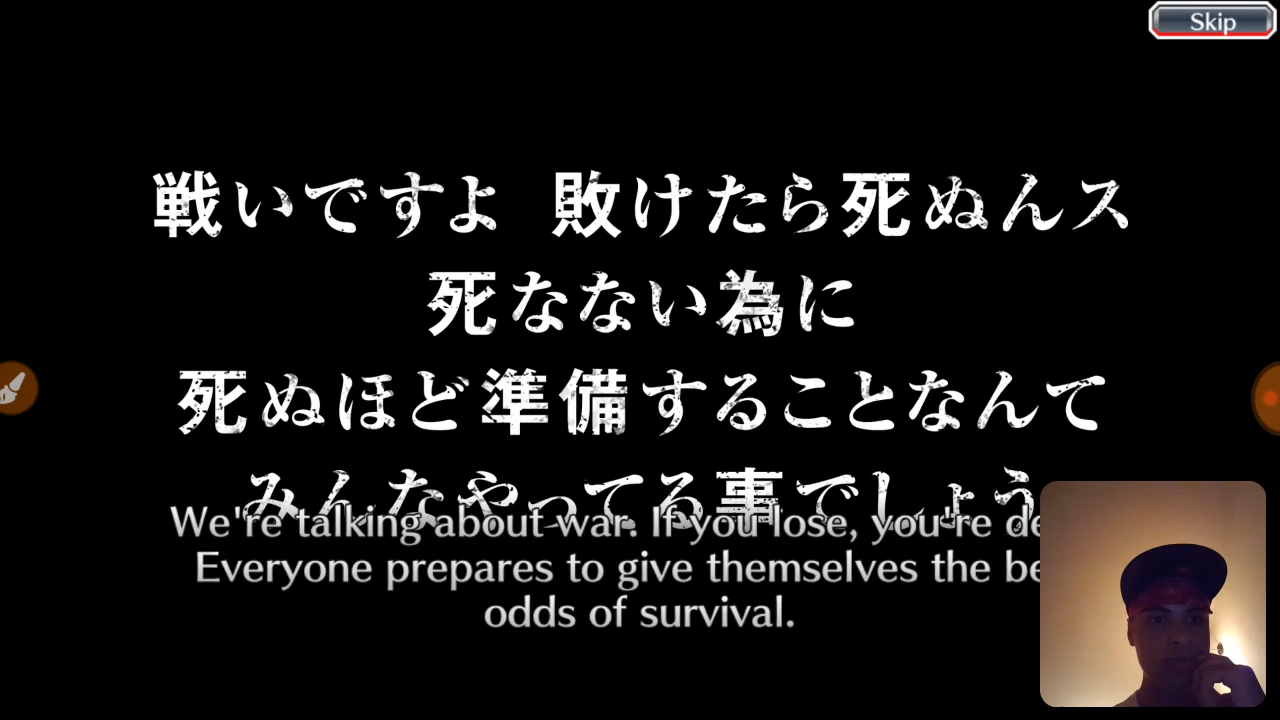 Skip
戦いですよ 敗けたら死ぬんス
死なない為に
死ぬほど準備することなんて
みんなやってる事でしょう
We're talking about war. If you lose, you're
Everyone prepares to give themselves the
odds of survival.